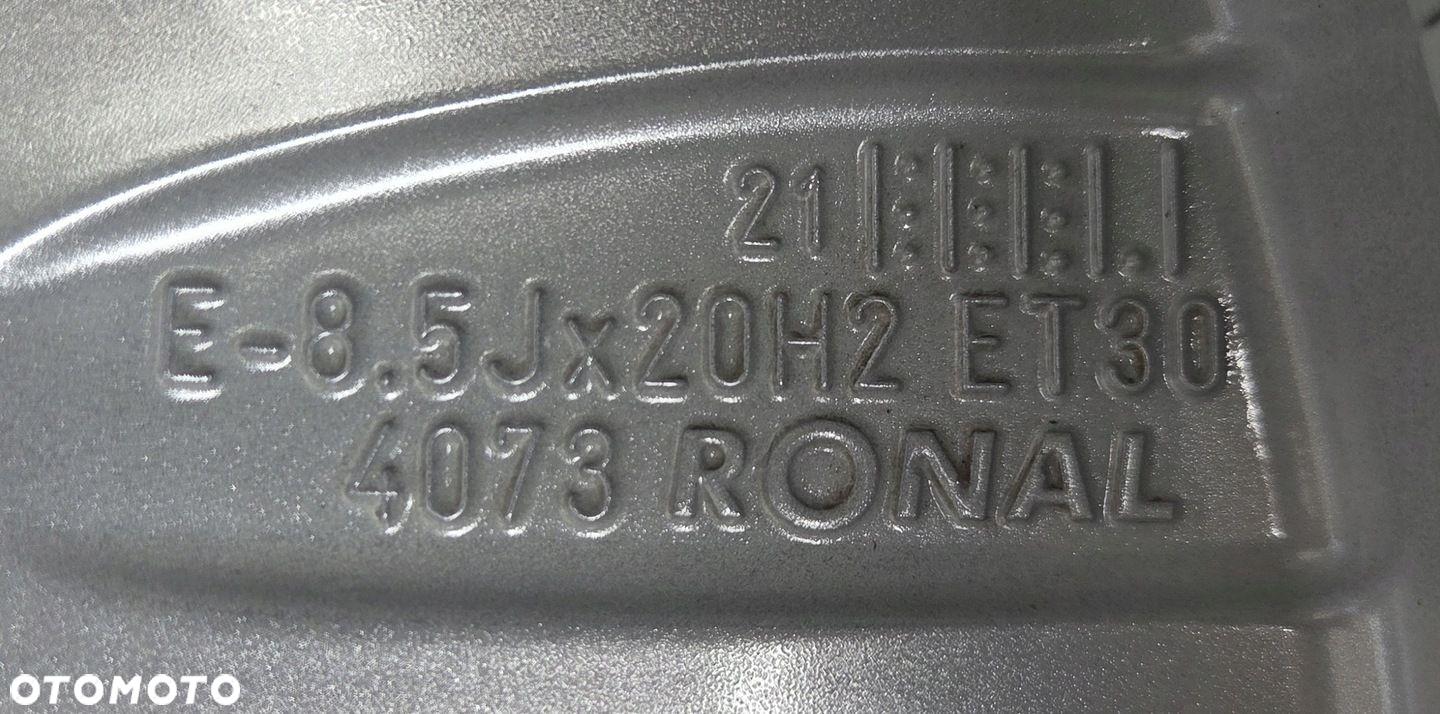 21
E-8.5Jx20H2 ET30
4073 RONAL
OTOMOTO